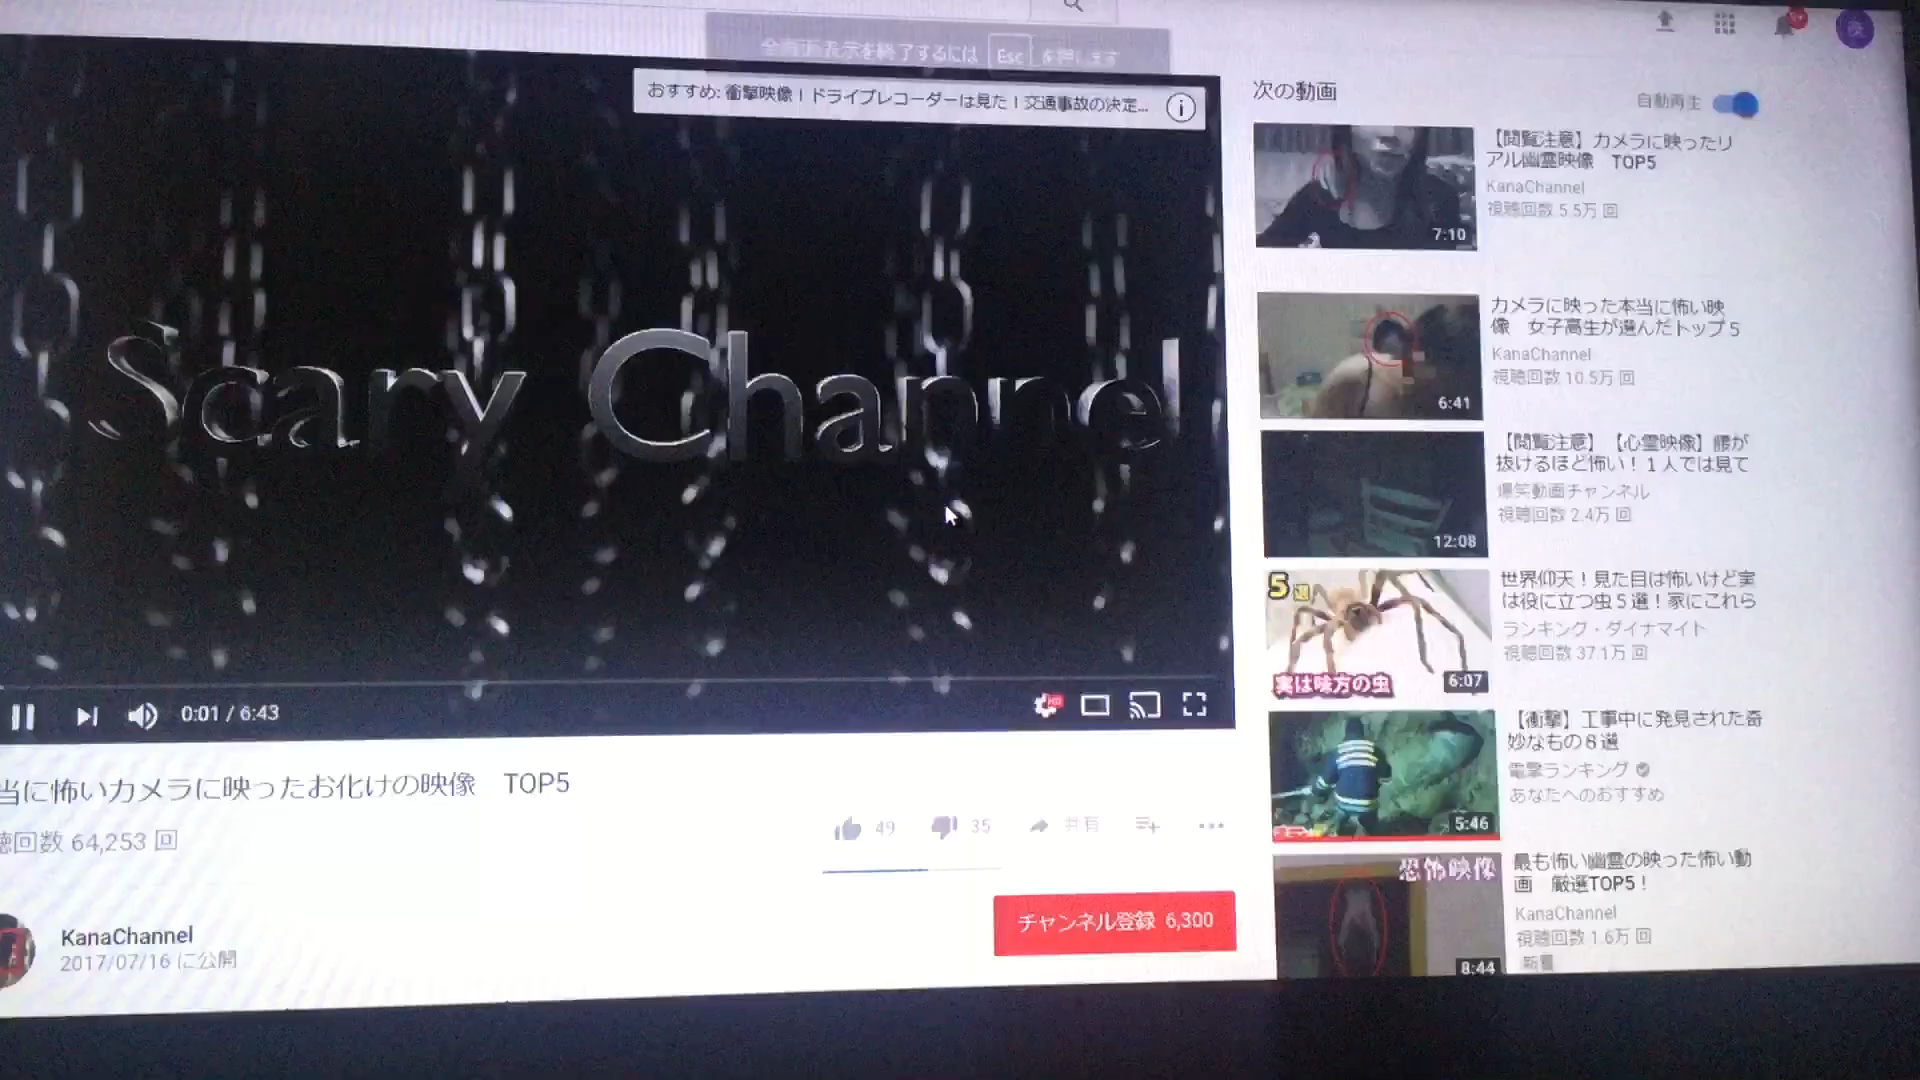 全画面表示を終了するには Esc を押します
おすすめ: 衝撃映像！ドライブレコーダーは見た！交通事故の決定...
Scary Channel
0:01 / 6:43
当に怖いカメラに映ったお化けの映像 TOP5
聴回数 64,253 回
49
35
共有
KanaChannel
2017/07/16 に公開
チャンネル登録 6,300
次の動画
自動再生
【閲覧注意】カメラに映ったリ
アル幽霊映像 TOP5
KanaChannel
視聴回数 5.5万 回
7:10
カメラに映った本当に怖い映
像 女子高生が選んだトップ５
KanaChannel
視聴回数 10.5万 回
6:41
【閲覧注意】【心霊映像】腰が
抜けるほど怖い！１人では見て
爆笑動画チャンネル
視聴回数 2.4万 回
12:08
世界仰天！見た目は怖いけど実
は役に立つ虫５選！家にこれら
ランキング・ダイナマイト
視聴回数 37.1万 回
5選
実は味方の虫
6:07
【衝撃】工事中に発見された奇
妙なもの８選
電撃ランキング
あなたへのおすすめ
5:46
最も怖い幽霊の映った怖い動
画 厳選TOP5！
KanaChannel
視聴回数 1.6万 回
新着
恐怖映像
8:44